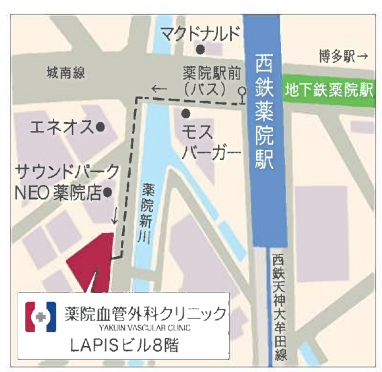 マクドナルド
博多駅→
城南線
薬院駅前
(バス)
←
西鉄薬院駅
地下鉄薬院駅
エネオス
モス
バーガー
サウンドパーク
NEO薬院店
薬院新川
↓
西鉄天神大牟田線
薬院血管外科クリニック
YAKUIN VASCULAR CLINIC
LAPISビル8階